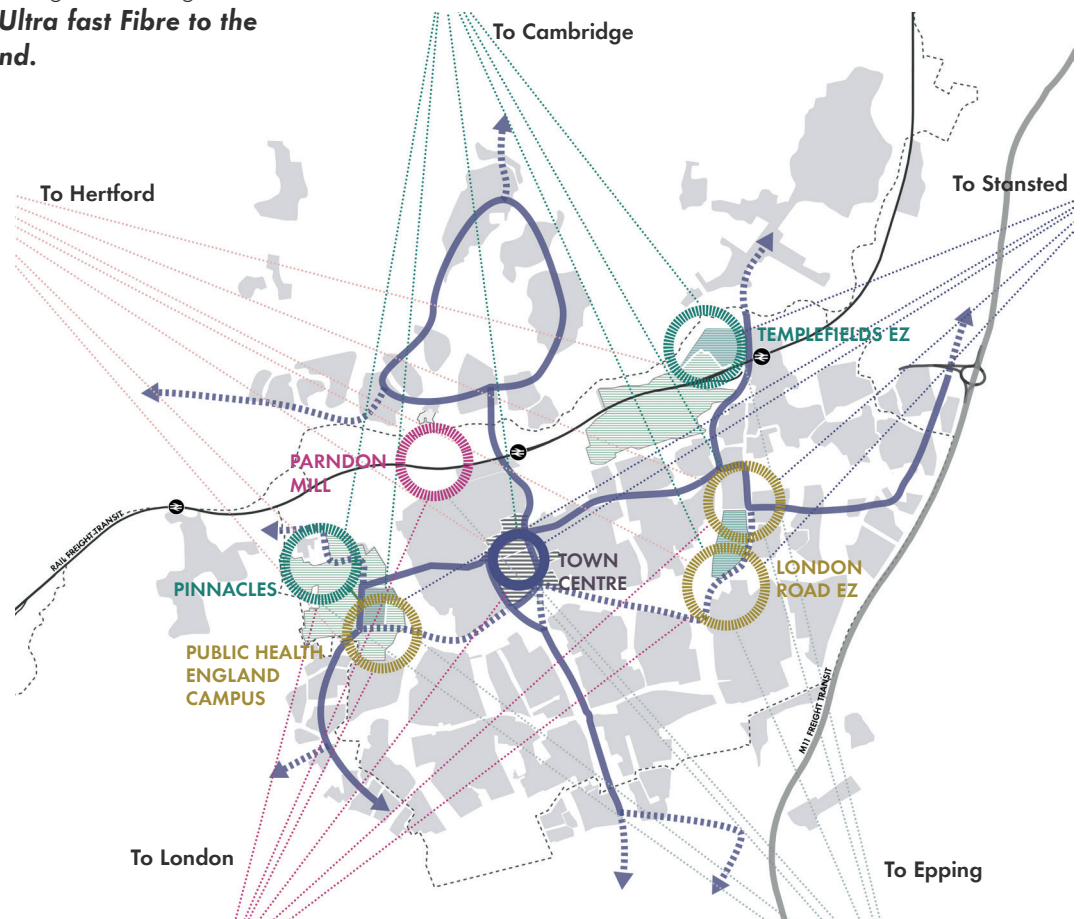 Ultra fast Fibre to the
nd.
To Cambridge
To Hertford
To Stansted
TEMPLEFIELDS EZ
PARNDON
MILL
RAIL FREIGHT TRANSIT
PINNACLES
TOWN
CENTRE
LONDON
ROAD EZ
PUBLIC HEALTH
ENGLAND
CAMPUS
M11 FREIGHT TRANSIT
To London
To Epping